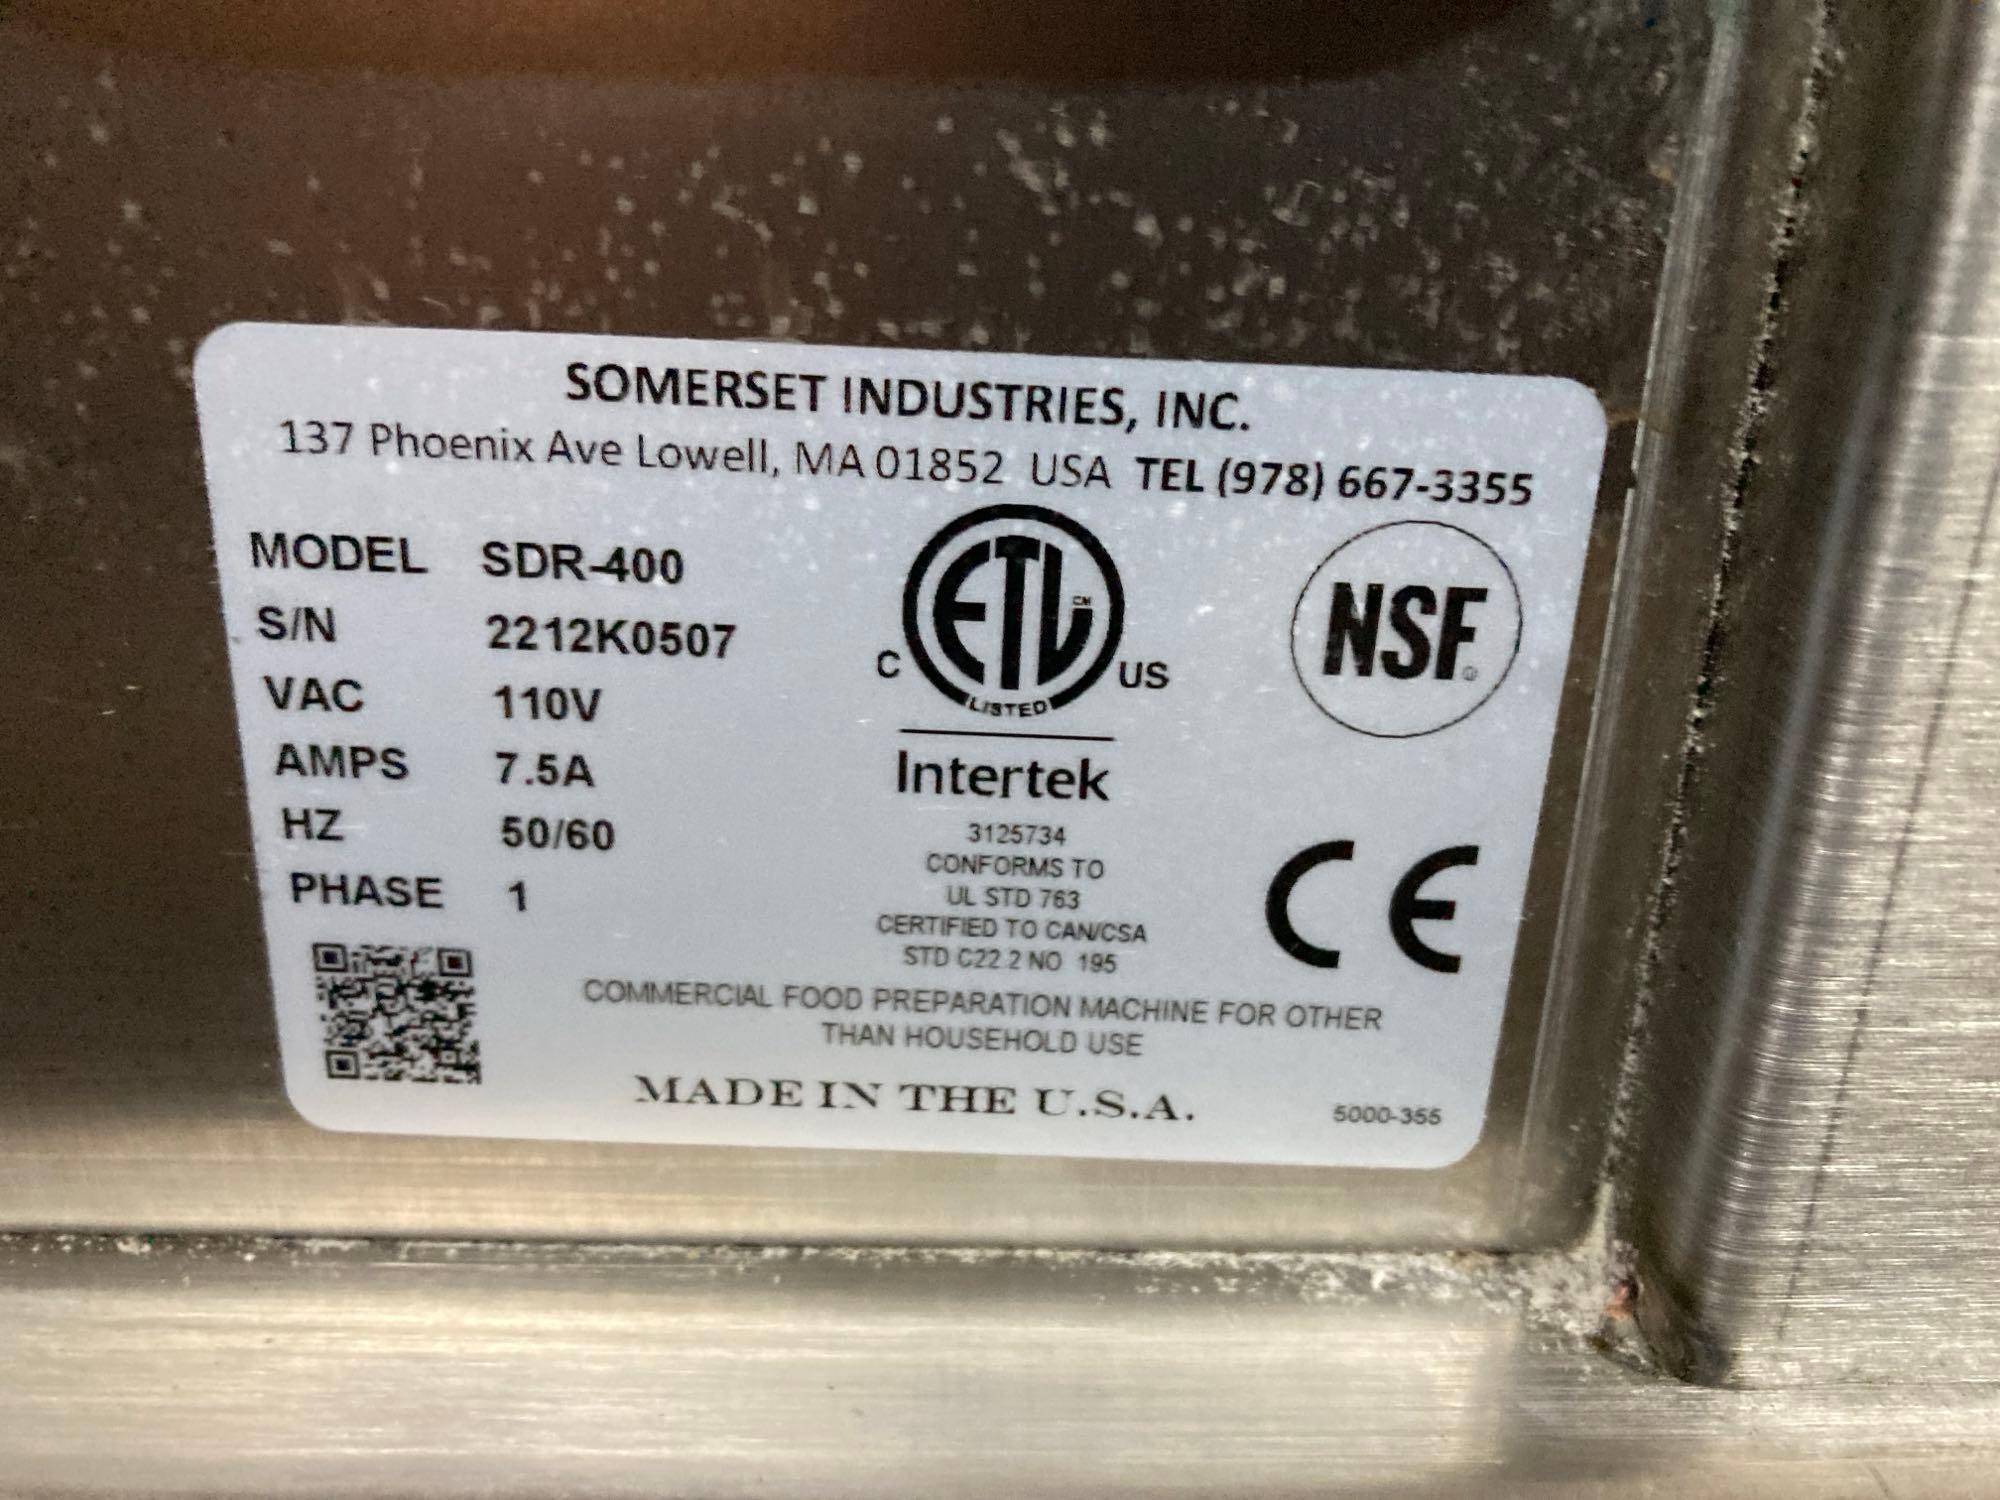 SOMERSET INDUSTRIES, INC.
137 Phoenix Ave Lowell, MA 01852 USA TEL (978) 667-3355
MODEL SDR-400
S/N 2212K0507
VAC 110V
AMPS 7.5A
HZ 50/60
PHASE 1
ETL CM
C US
LISTED
Intertek
3125734
CONFORMS TO
UL STD 763
CERTIFIED TO CAN/CSA
STD C22.2 NO 195
NSF®
CE
COMMERCIAL FOOD PREPARATION MACHINE FOR OTHER
THAN HOUSEHOLD USE
MADE IN THE U.S.A.
5000-355